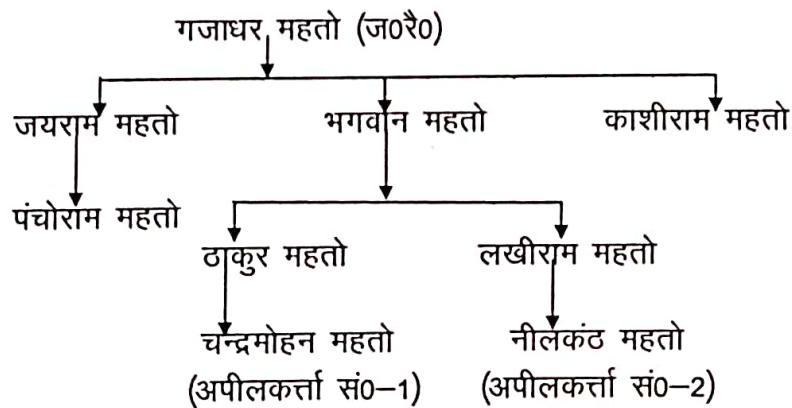 गजाधर महतो (ज0रै0)
जयराम महतो भगवान महतो काशीराम महतो
पंचोराम महतो
ठाकुर महतो लखीराम महतो
चन्द्रमोहन महतो नीलकंठ महतो
(अपीलकर्त्ता सं0–1) (अपीलकर्त्ता सं0–2)